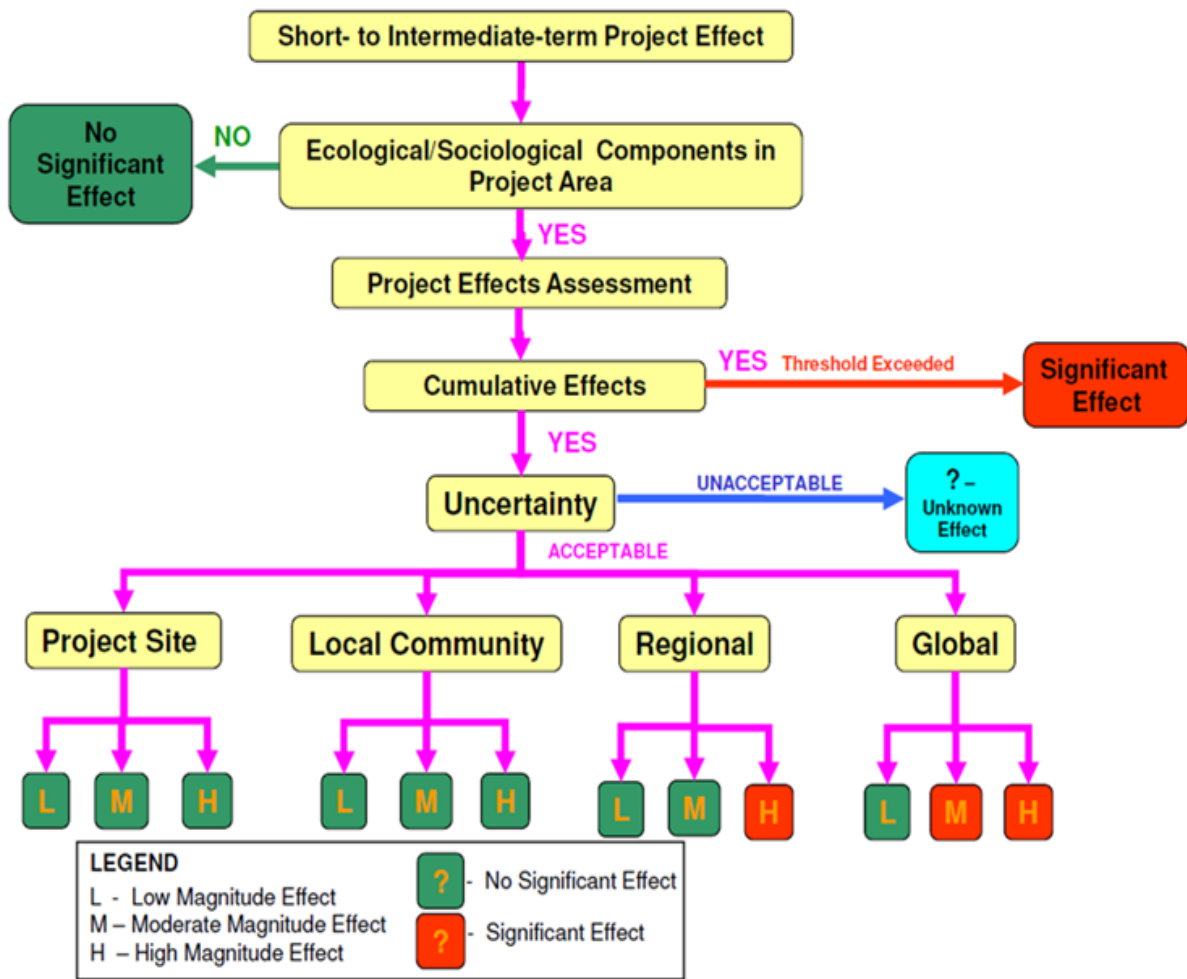 Short- to Intermediate-term Project Effect
No
Significant
Effect
NO
Ecological/Sociological Components in
Project Area
YES
Project Effects Assessment
Cumulative Effects
YES Threshold Exceeded
Significant
Effect
YES
Uncertainty
UNACCEPTABLE
? –
Unknown
Effect
ACCEPTABLE
Project Site
Local Community
Regional
Global
L M H
L M H
L M H
L M H
LEGEND
L - Low Magnitude Effect
M – Moderate Magnitude Effect
H – High Magnitude Effect
? - No Significant Effect
? - Significant Effect